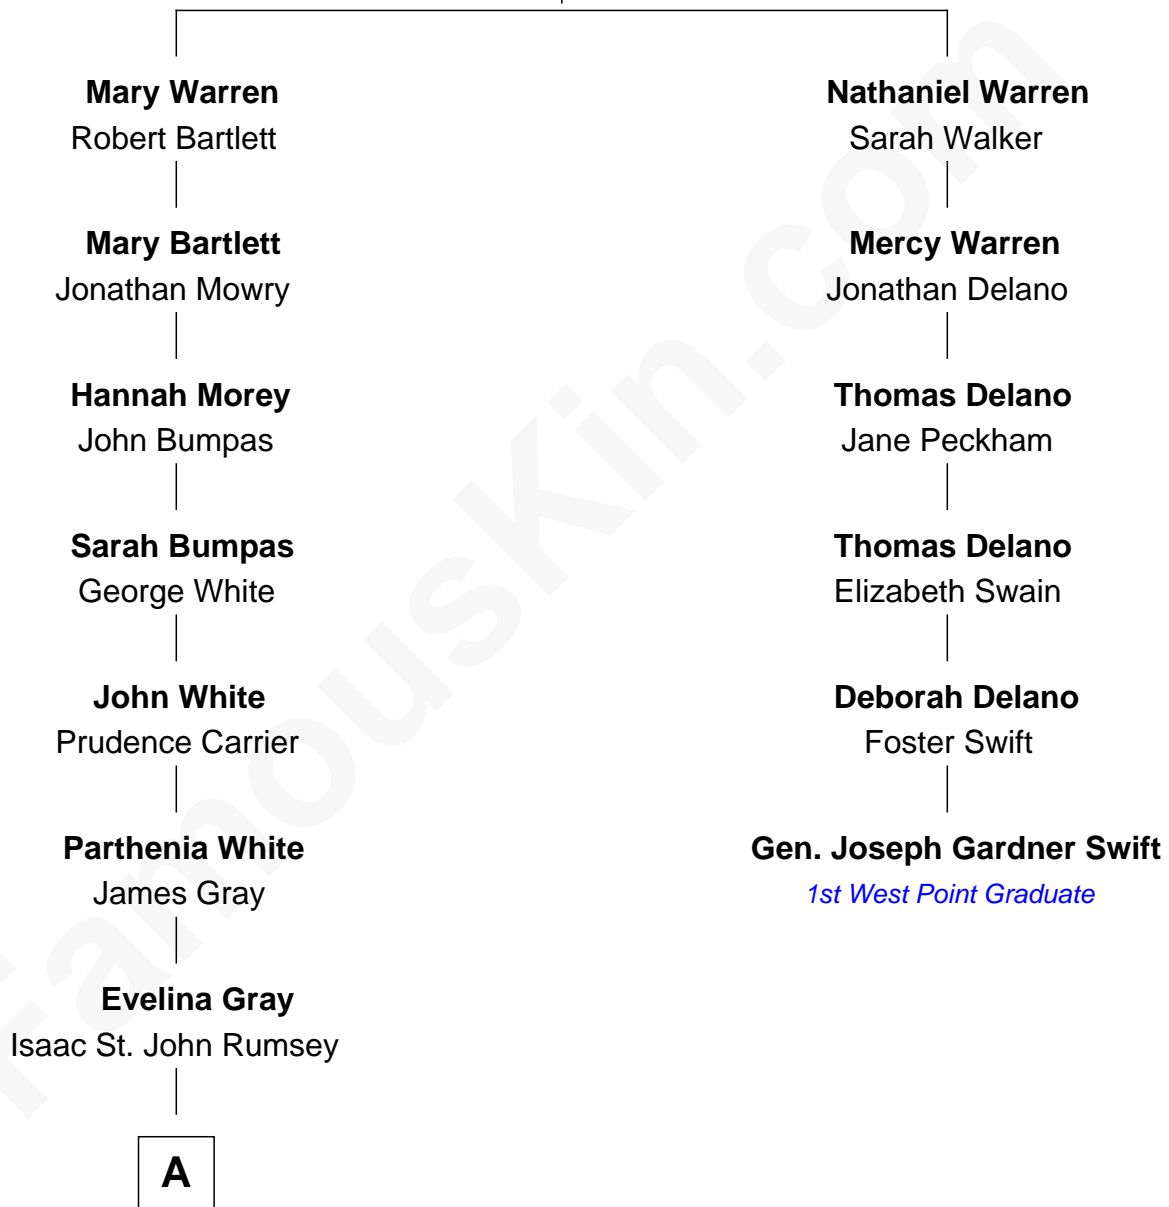 Mary Warren
Robert Bartlett
Mary Bartlett
Jonathan Mowry
Hannah Morey
John Bumpas
Sarah Bumpas
George White
John White
Prudence Carrier
Parthenia White
James Gray
Evelina Gray
Isaac St. John Rumsey
A
Nathaniel Warren
Sarah Walker
Mercy Warren
Jonathan Delano
Thomas Delano
Jane Peckham
Thomas Delano
Elizabeth Swain
Deborah Delano
Foster Swift
Gen. Joseph Gardner Swift
1st West Point Graduate
FamousKin.com